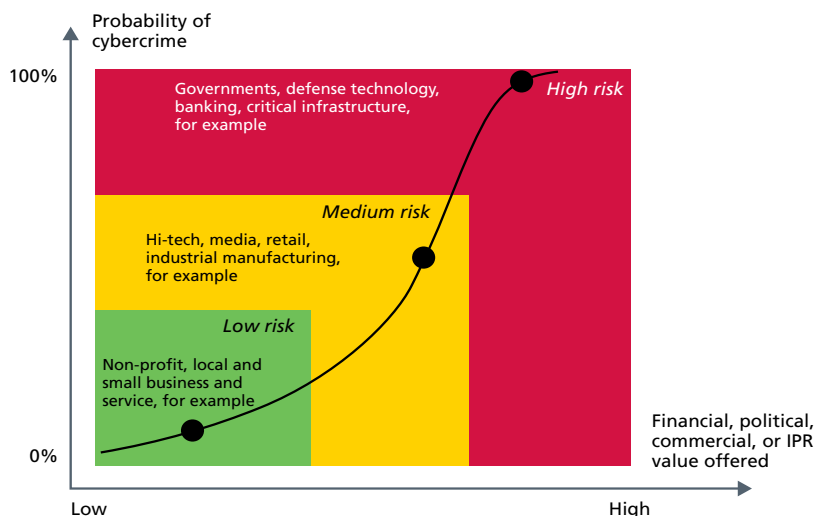 Probability of
cybercrime
100%
Governments, defense technology,
banking, critical infrastructure,
for example
High risk
Medium risk
Hi-tech, media, retail,
industrial manufacturing,
for example
Low risk
Non-profit, local and
small business and
service, for example
0%
Financial, political,
commercial, or IPR
value offered
Low
High